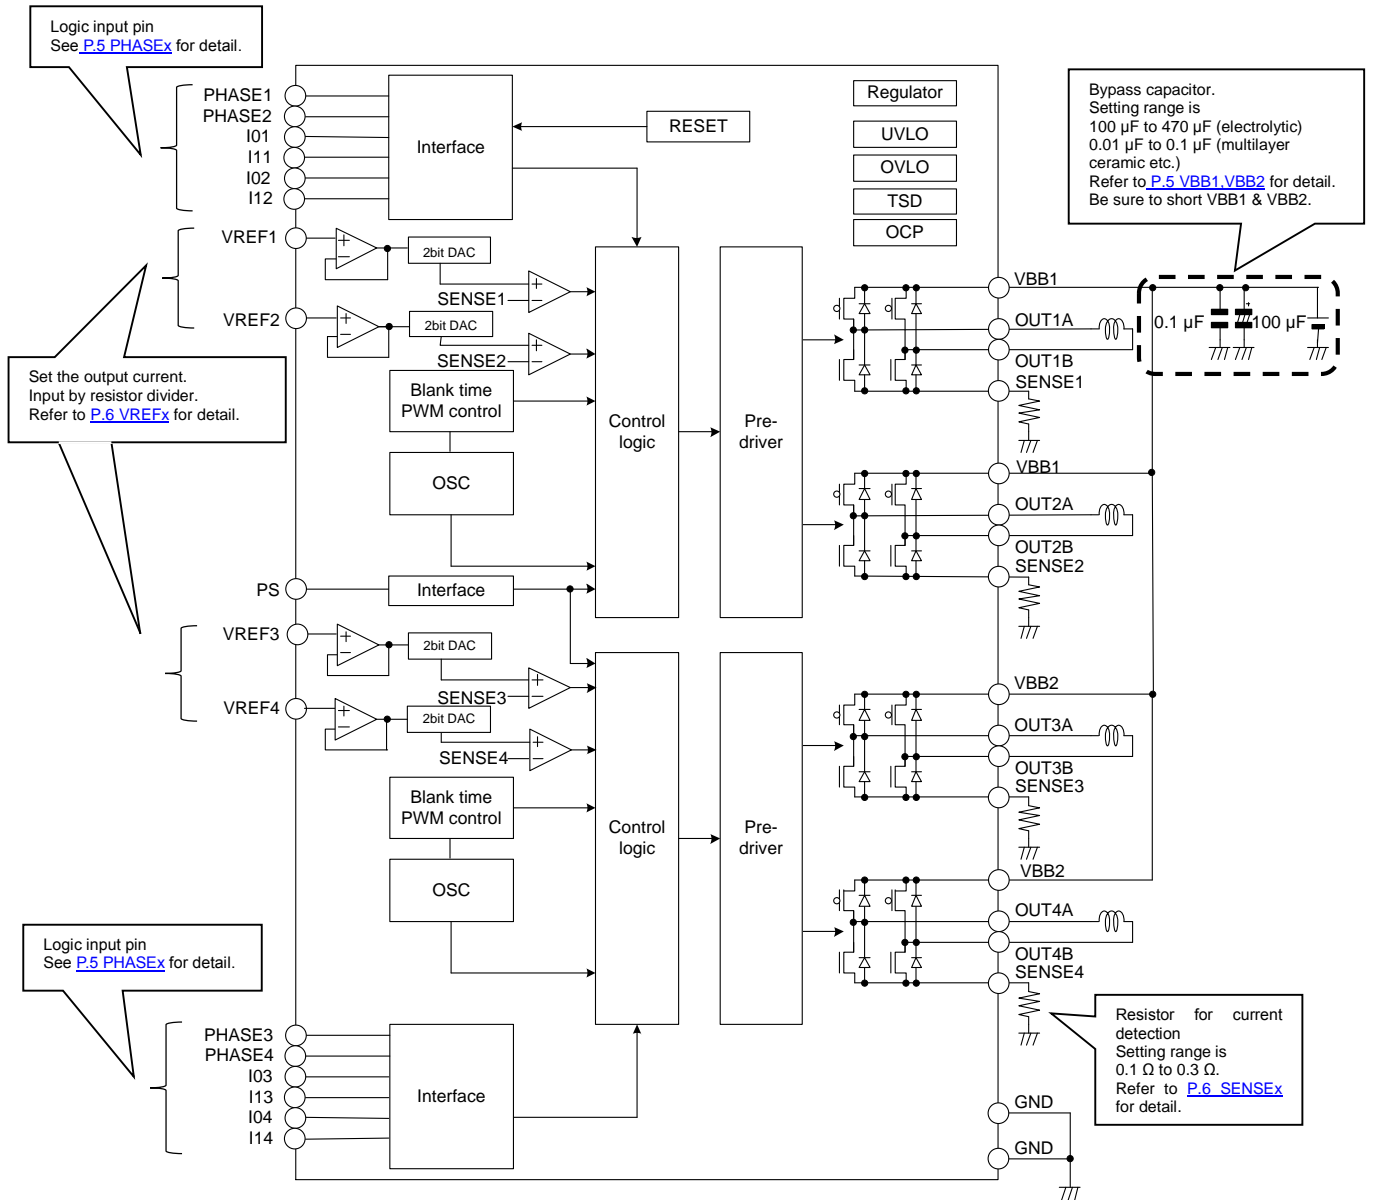 Logic input pin
See P.5 PHASEx for detail.
PHASE1
PHASE2
I01
I11
I02
I12
Interface
RESET
Regulator
UVLO
OVLO
TSD
OCP
Bypass capacitor.
Setting range is
100 µF to 470 µF (electrolytic)
0.01 µF to 0.1 µF (multilayer
ceramic etc.)
Refer to P.5 VBB1,VBB2 for detail.
Be sure to short VBB1 & VBB2.
VREF1
+
−
2bit DAC
SENSE1
+
−
VREF2
+
−
2bit DAC
SENSE2
+
−
Set the output current.
Input by resistor divider.
Refer to P.6 VREFx for detail.
Blank time
PWM control
OSC
Control
logic
Pre-
driver
VBB1
OUT1A
OUT1B
SENSE1
0.1 µF
+
100 µF
VBB1
OUT2A
OUT2B
SENSE2
PS
Interface
VREF3
+
−
2bit DAC
SENSE3
+
−
VREF4
+
−
2bit DAC
SENSE4
+
−
Blank time
PWM control
OSC
Control
logic
Pre-
driver
VBB2
OUT3A
OUT3B
SENSE3
VBB2
OUT4A
OUT4B
SENSE4
Logic input pin
See P.5 PHASEx for detail.
PHASE3
PHASE4
I03
I13
I04
I14
Interface
Resistor for current
detection
Setting range is
0.1 Ω to 0.3 Ω.
Refer to P.6 SENSEx
for detail.
GND
GND